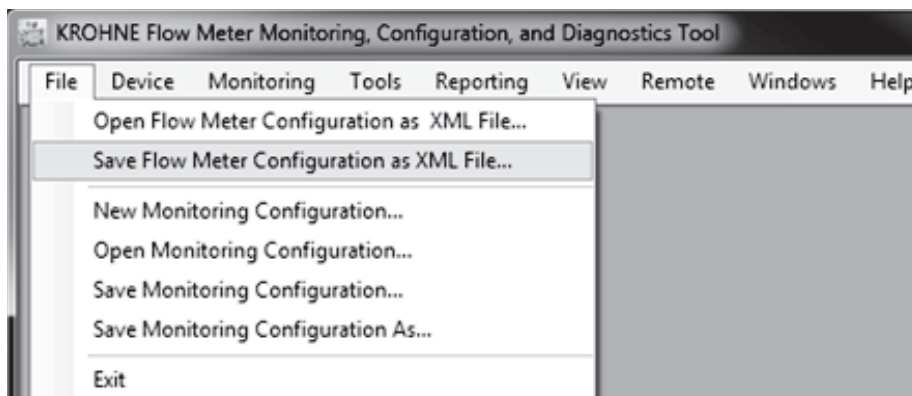 KROHNE Flow Meter Monitoring, Configuration, and Diagnostics Tool
File Device Monitoring Tools Reporting View Remote Windows Help
Open Flow Meter Configuration as XML File...
Save Flow Meter Configuration as XML File...
New Monitoring Configuration...
Open Monitoring Configuration...
Save Monitoring Configuration...
Save Monitoring Configuration As...
Exit